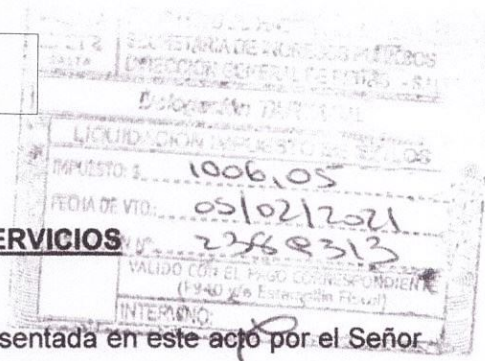 SECRETARIA DE INGRESOS PUBLICOS
DIRECCION GENERAL DE RENTAS
Delegación
LIQUIDACION IMPUESTO DE SELLOS
IMPUESTO: $ 1006,05
FECHA DE VTO: 05/02/2021
ERVICIOS
VALIDO CON EL PAGO CORRESPONDIENTE
(F940 y/o Estampilla Fiscal)
INTERVINO:
sentada en este acto por el Señor